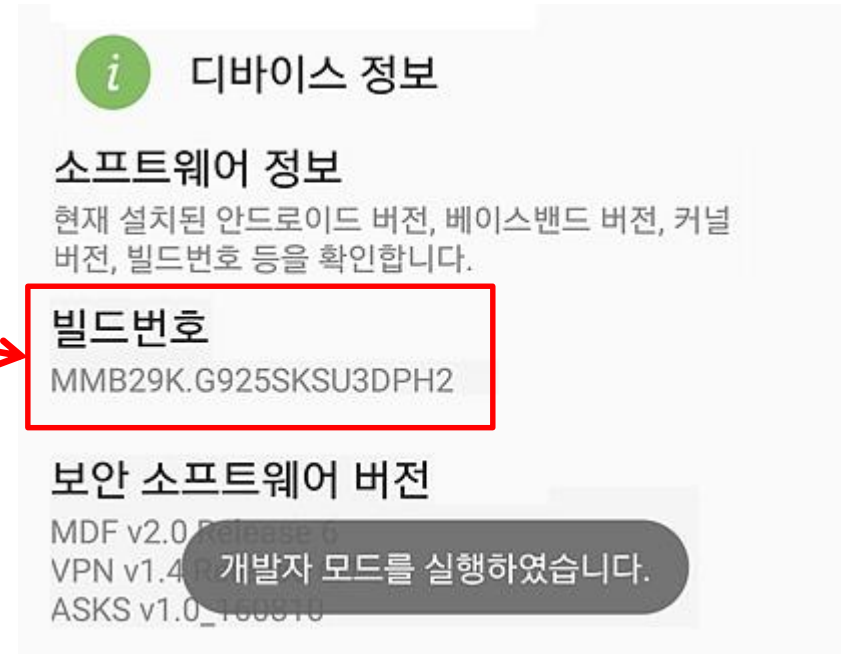 i 디바이스 정보
소프트웨어 정보
현재 설치된 안드로이드 버전, 베이스밴드 버전, 커널
버전, 빌드번호 등을 확인합니다.
빌드번호
MMB29K.G925SKSU3DPH2
보안 소프트웨어 버전
MDF v2.0 Release 6
VPN v1.4
개발자 모드를 실행하였습니다.
ASKS v1.0_160810